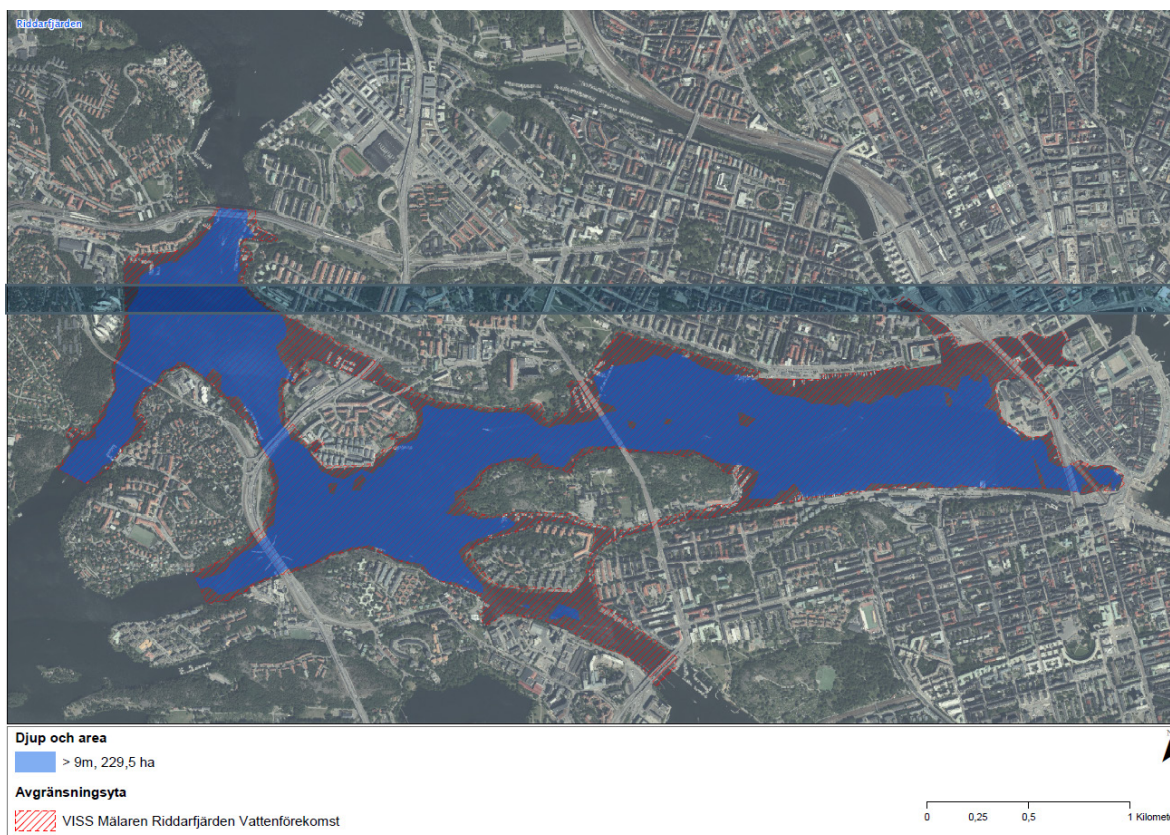 Riddarfjärden
Djup och area
> 9m, 229,5 ha
Avgränsningsyta
VISS Mälaren Riddarfjärden Vattenförekomst
0 0,25 0,5 1 Kilomet